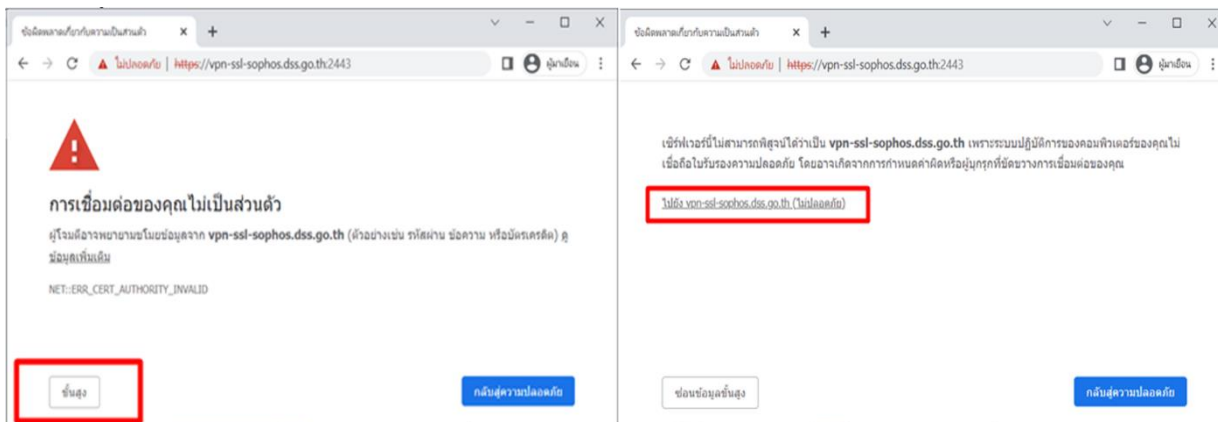 ข้อผิดพลาดเกี่ยวกับความเป็นส่วนตัว
ไม่ปลอดภัย | https://vpn-ssl-sophos.dss.go.th:2443
ผู้มาเยือน
การเชื่อมต่อของคุณไม่เป็นส่วนตัว
ผู้โจมตีอาจพยายามขโมยข้อมูลจาก vpn-ssl-sophos.dss.go.th (ตัวอย่างเช่น รหัสผ่าน ข้อความ หรือบัตรเครดิต) ดู
ข้อมูลเพิ่มเติม
NET::ERR_CERT_AUTHORITY_INVALID
ขั้นสูง
กลับสู่ความปลอดภัย
ข้อผิดพลาดเกี่ยวกับความเป็นส่วนตัว
ไม่ปลอดภัย | https://vpn-ssl-sophos.dss.go.th:2443
ผู้มาเยือน
เซิร์ฟเวอร์นี้ไม่สามารถพิสูจน์ได้ว่าเป็น vpn-ssl-sophos.dss.go.th เพราะระบบปฏิบัติการของคอมพิวเตอร์ของคุณไม่
เชื่อถือใบรับรองความปลอดภัย โดยอาจเกิดจากการกำหนดค่าผิดหรือผู้บุกรุกที่ขัดขวางการเชื่อมต่อของคุณ
ไปยัง vpn-ssl-sophos.dss.go.th (ไม่ปลอดภัย)
ซ่อนข้อมูลขั้นสูง
กลับสู่ความปลอดภัย